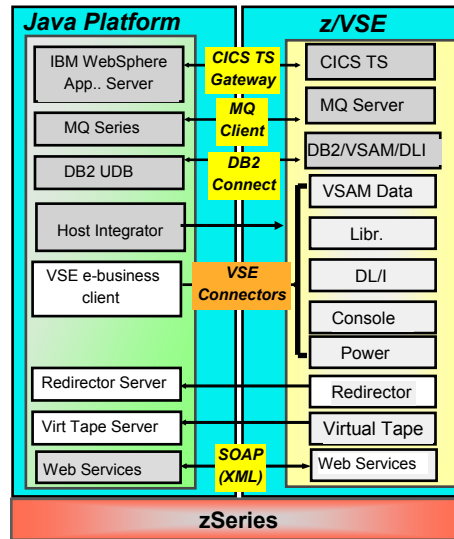 Java Platform
z/VSE
IBM WebSphere
App.. Server
CICS TS
Gateway
CICS TS
MQ Series
MQ
Client
MQ Server
DB2 UDB
DB2
Connect
DB2/VSAM/DLI
Host Integrator
VSE e-business
client
VSE
Connectors
VSAM Data
Libr.
DL/I
Console
Power
Redirector Server
Redirector
Virt Tape Server
Virtual Tape
Web Services
SOAP
(XML)
Web Services
zSeries